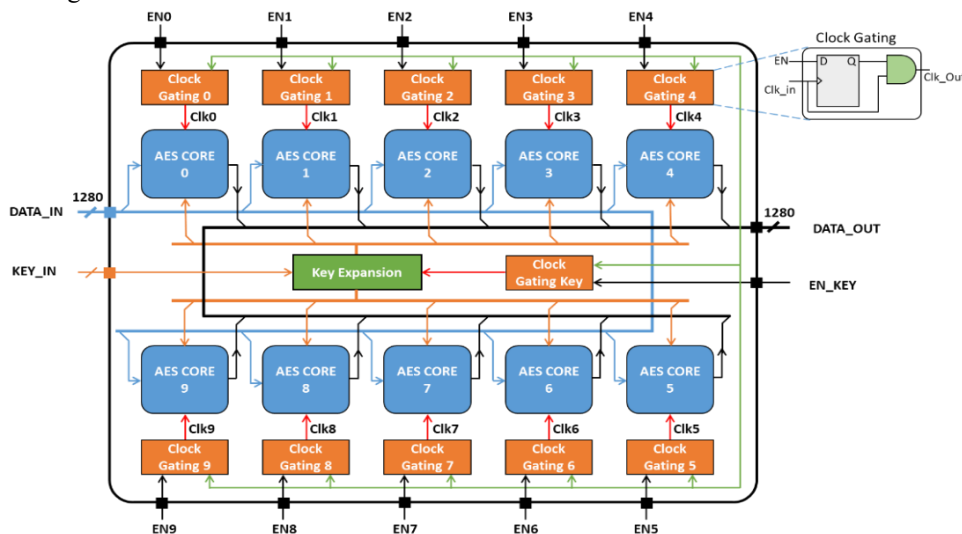 EN0 EN1 EN2 EN3 EN4
Clock Gating
EN D Q
Clk_in Clk_Out
Clock Clock Clock Clock Clock
Gating 0 Gating 1 Gating 2 Gating 3 Gating 4
Clk0 Clk1 Clk2 Clk3 Clk4
AES CORE AES CORE AES CORE AES CORE AES CORE
0 1 2 3 4
1280 1280
DATA_IN DATA_OUT
KEY_IN Key Expansion Clock
Gating Key
EN_KEY
AES CORE AES CORE AES CORE AES CORE AES CORE
9 8 7 6 5
Clk9 Clk8 Clk7 Clk6 Clk5
Clock Clock Clock Clock Clock
Gating 9 Gating 8 Gating 7 Gating 6 Gating 5
EN9 EN8 EN7 EN6 EN5